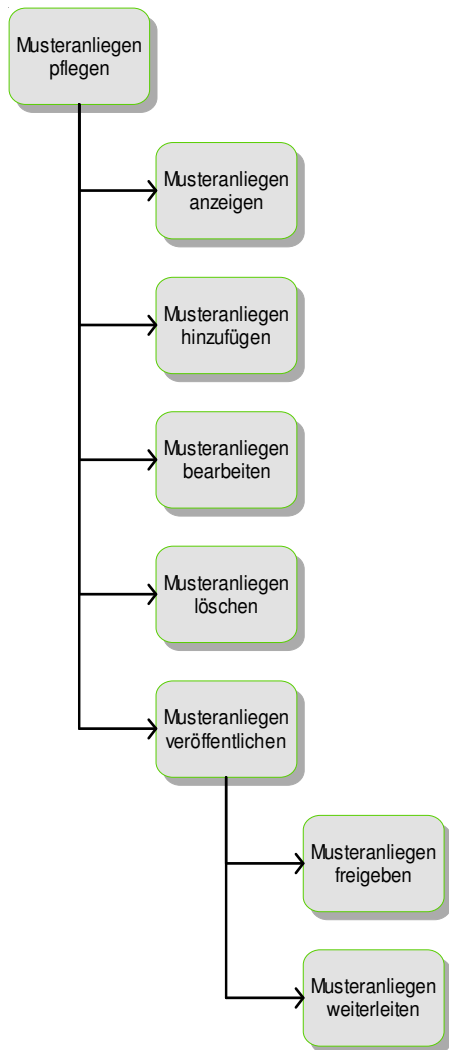 Musteranliegen
pflegen
Musteranliegen
anzeigen
Musteranliegen
hinzufügen
Musteranliegen
bearbeiten
Musteranliegen
löschen
Musteranliegen
veröffentlichen
Musteranliegen
freigeben
Musteranliegen
weiterleiten